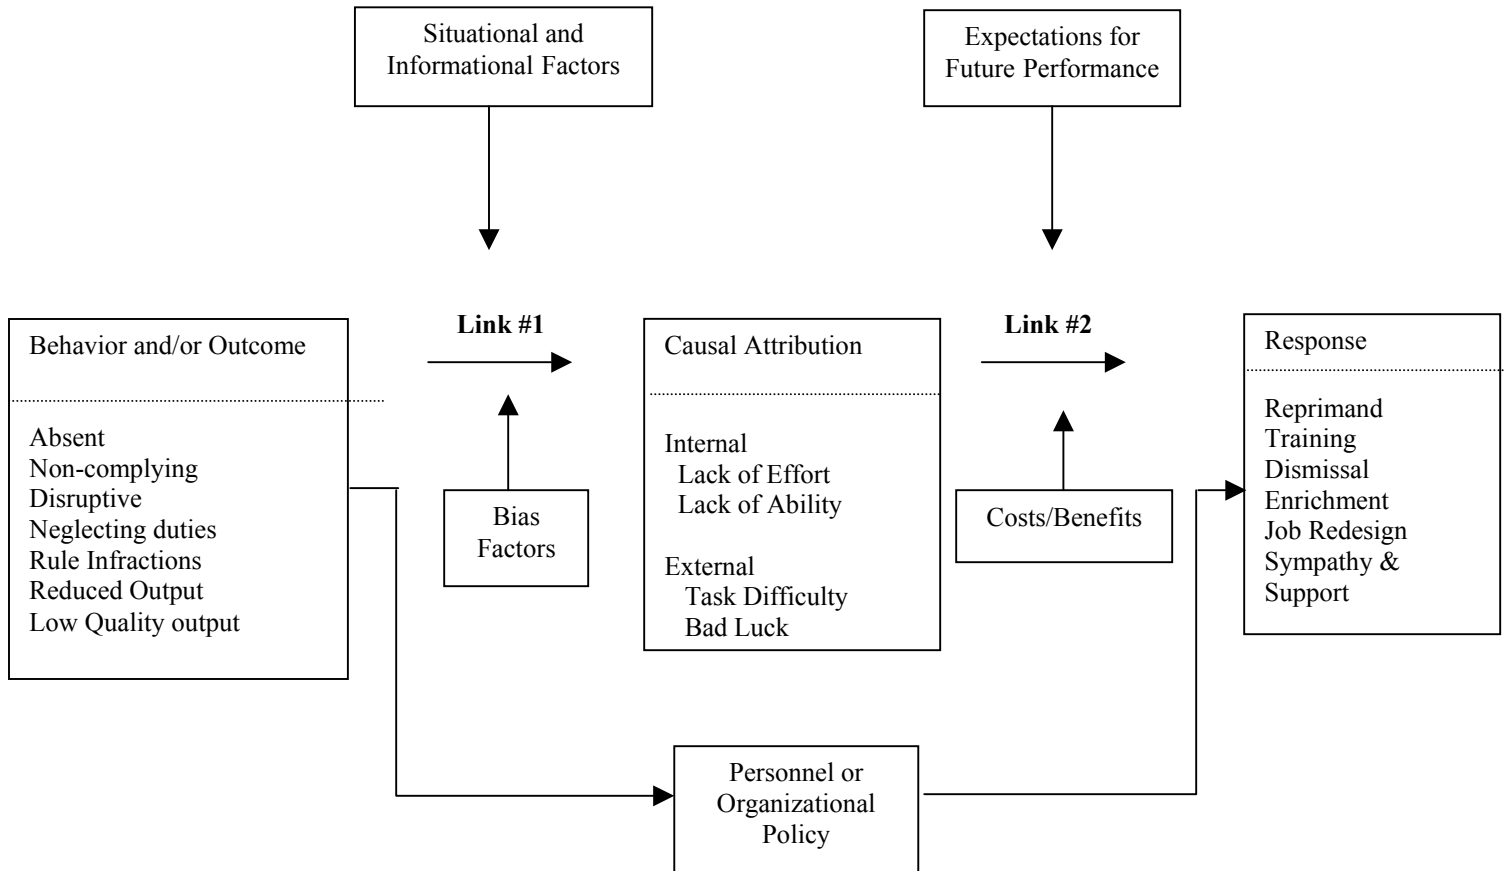 Situational and
Informational Factors
Expectations for
Future Performance
Link #1
Link #2
Behavior and/or Outcome
Absent
Non-complying
Disruptive
Neglecting duties
Rule Infractions
Reduced Output
Low Quality output
Bias
Factors
Causal Attribution
Internal
Lack of Effort
Lack of Ability
External
Task Difficulty
Bad Luck
Costs/Benefits
Response
Reprimand
Training
Dismissal
Enrichment
Job Redesign
Sympathy &
Support
Personnel or
Organizational
Policy